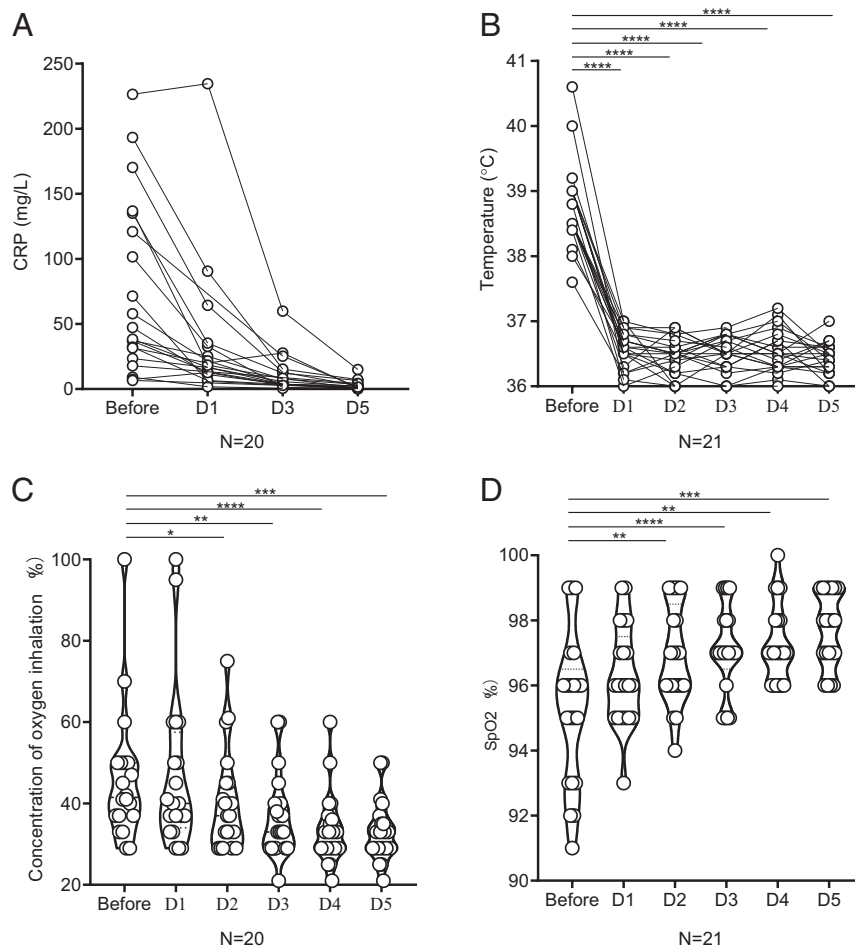 A
250
200
150
100
50
0
CRP (mg/L)
Before D1 D3 D5
N=20
B
****
****
****
****
****
41
40
39
38
37
36
Temperature (°C)
Before D1 D2 D3 D4 D5
N=21
C
***
****
**
*
100
80
60
40
20
Concentration of oxygen inhalation %)
Before D1 D2 D3 D4 D5
N=20
D
***
**
****
**
100
98
96
94
92
90
SpO2 %)
Before D1 D2 D3 D4 D5
N=21